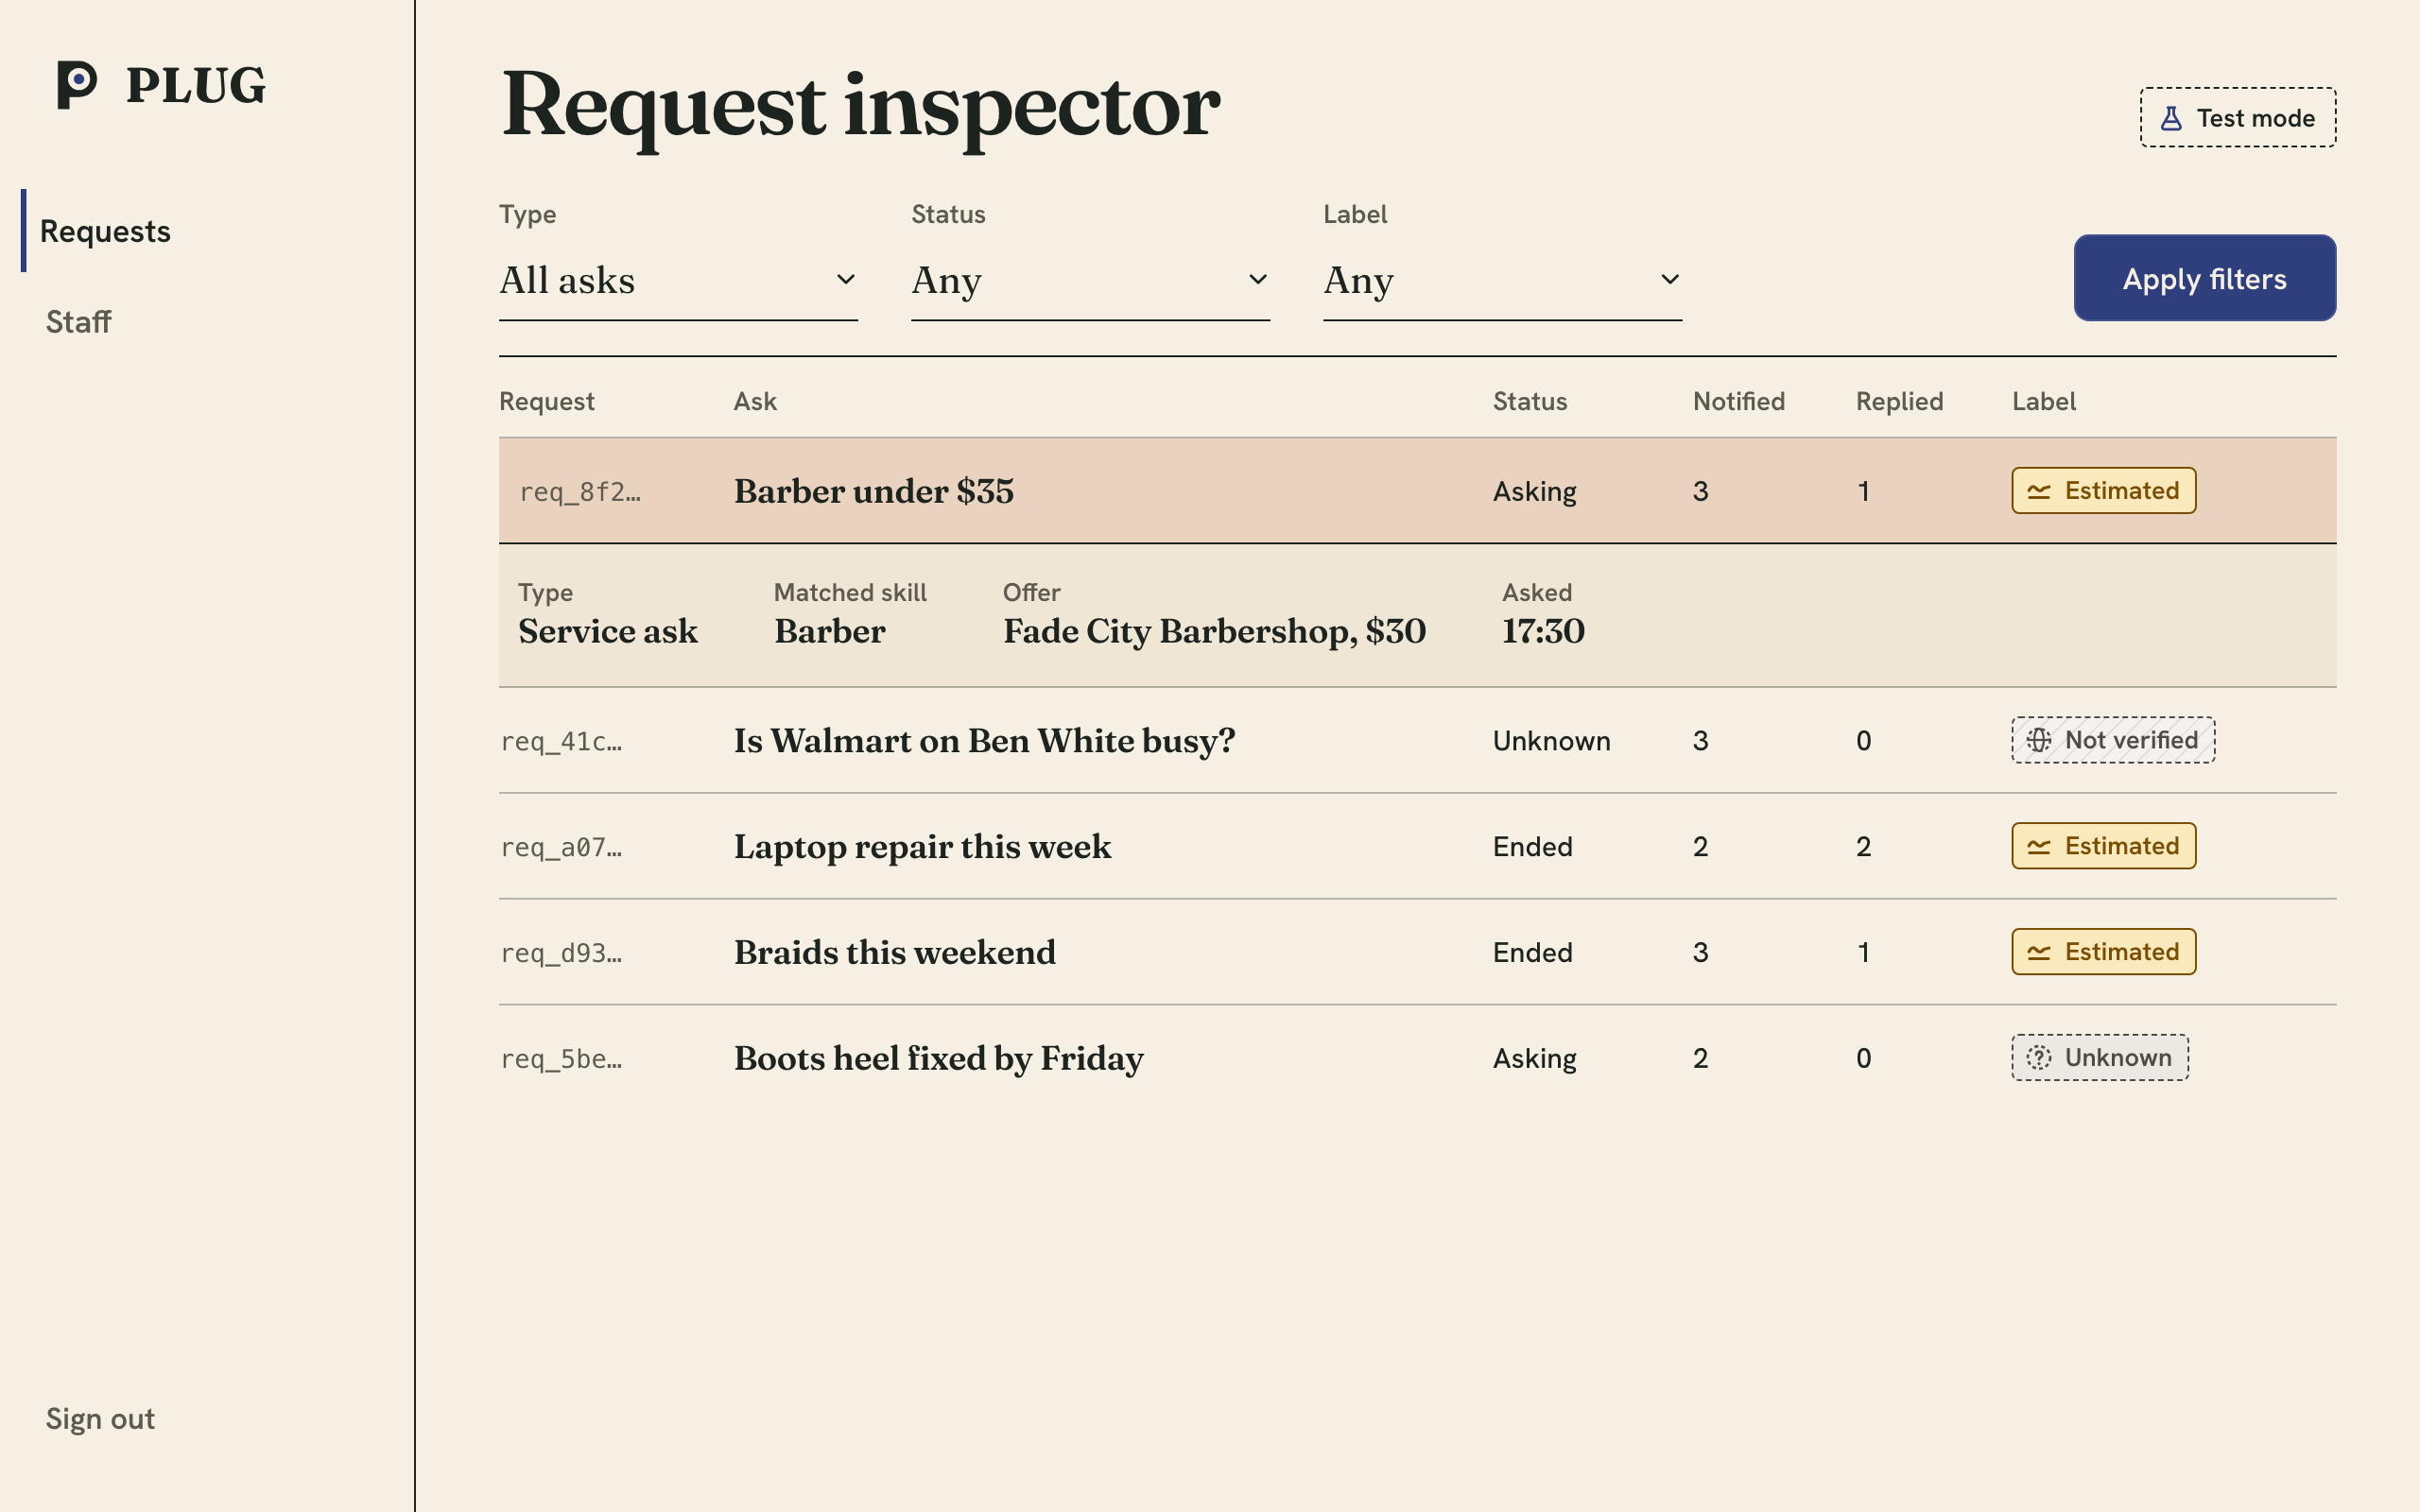 PLUG
Requests
Staff
Sign out
Request inspector
Test mode
Type Status Label
All asks Any Any Apply filters
Request Ask Status Notified Replied Label
req_8f2… Barber under $35 Asking 3 1 Estimated
Type Matched skill Offer Asked
Service ask Barber Fade City Barbershop, $30 17:30
req_41c… Is Walmart on Ben White busy? Unknown 3 0 Not verified
req_a07… Laptop repair this week Ended 2 2 Estimated
req_d93… Braids this weekend Ended 3 1 Estimated
req_5be… Boots heel fixed by Friday Asking 2 0 Unknown